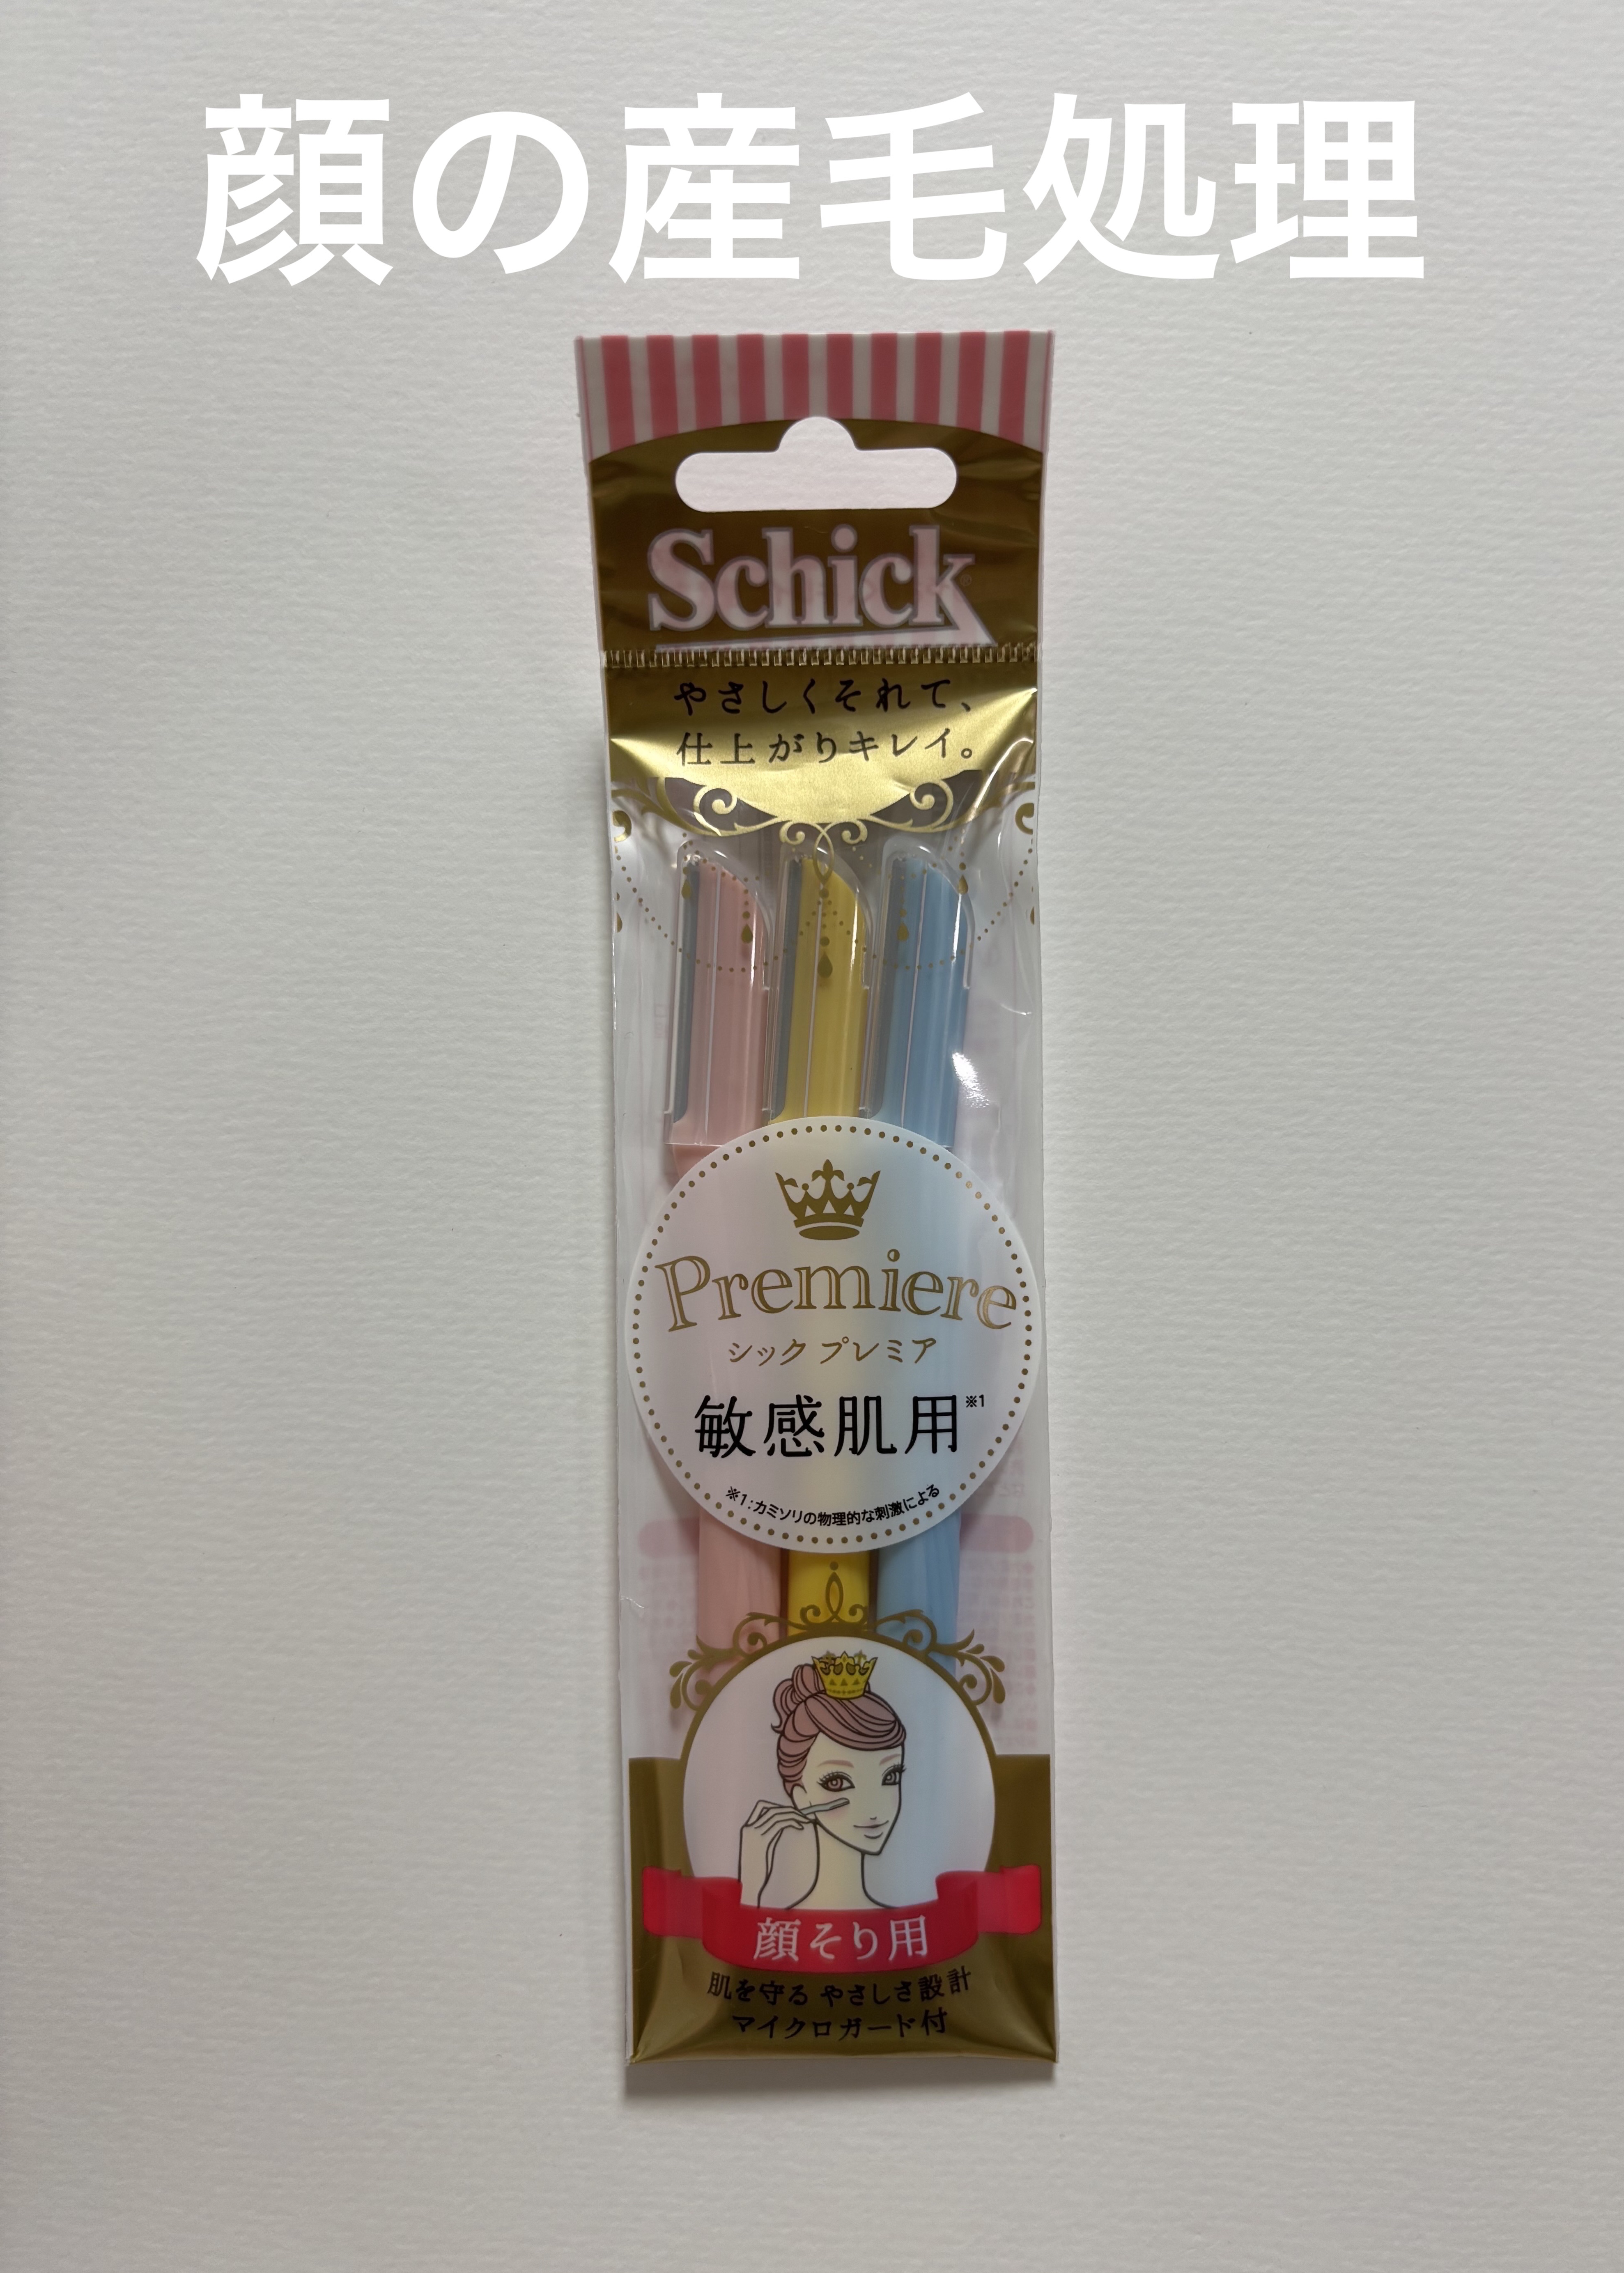 顔の産毛処理
Schick
やさしくそれて、
仕上がりキレイ。
Premiere
シック プレミア
敏感肌用※1
※1:カミソリの物理的な刺激による
顔そり用
肌を守る やさしさ設計
マイクロガード付